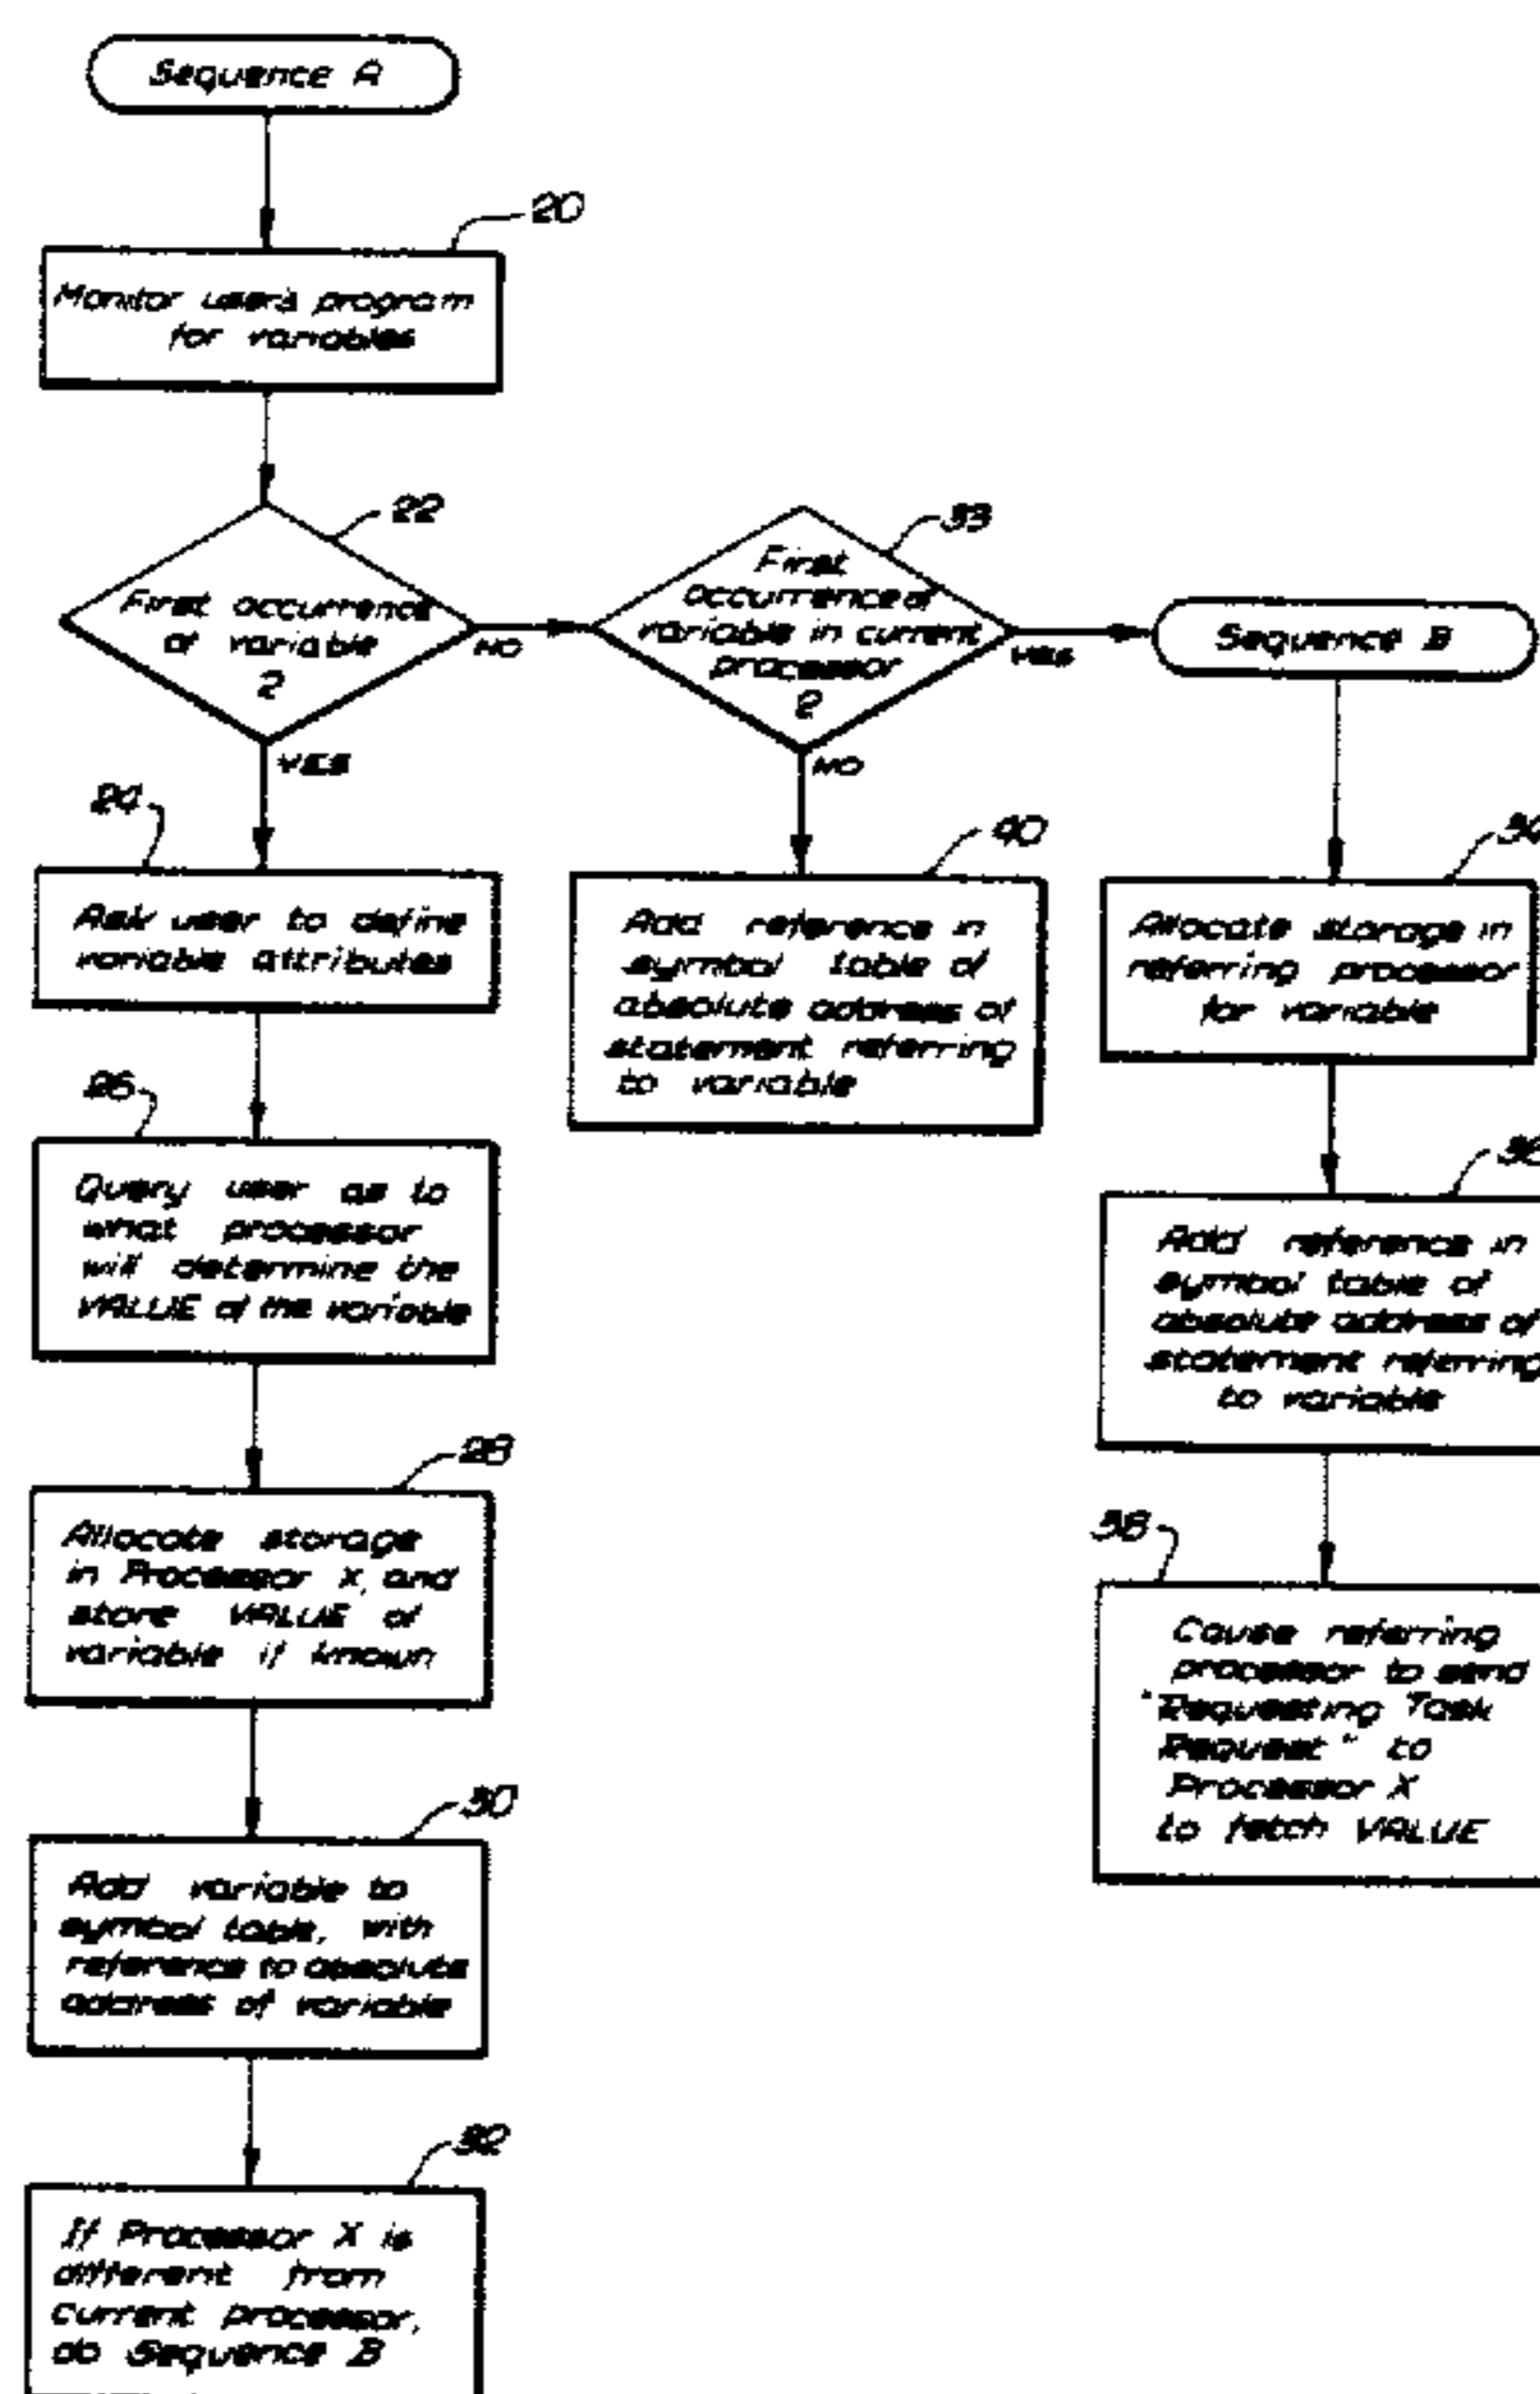 Sequence A
20
Monitor users program
for variables
22
First occurrence
of variable
?
NO
YES
33
First
occurrence of
variable in current
processor
?
YES
NO
Sequence B
24
Ask user to define
variable attributes
26
Query user as to
what processor
will determine the
VALUE of the variable
28
Allocate storage
in Processor X, and
store VALUE of
variable if known
30
Add variable to
symbol table, with
reference to absolute
address of variable
32
If Processor X is
different from
current processor,
do Sequence B
40
Add reference in
symbol table of
absolute address of
statement referring
to variable
34
Allocate storage in
referring processor
for variable
36
Add reference in
symbol table of
absolute address of
statement referring
to variable
38
Cause referring
processor to send
"Requesting Task
Request" to
Processor X
to fetch VALUE